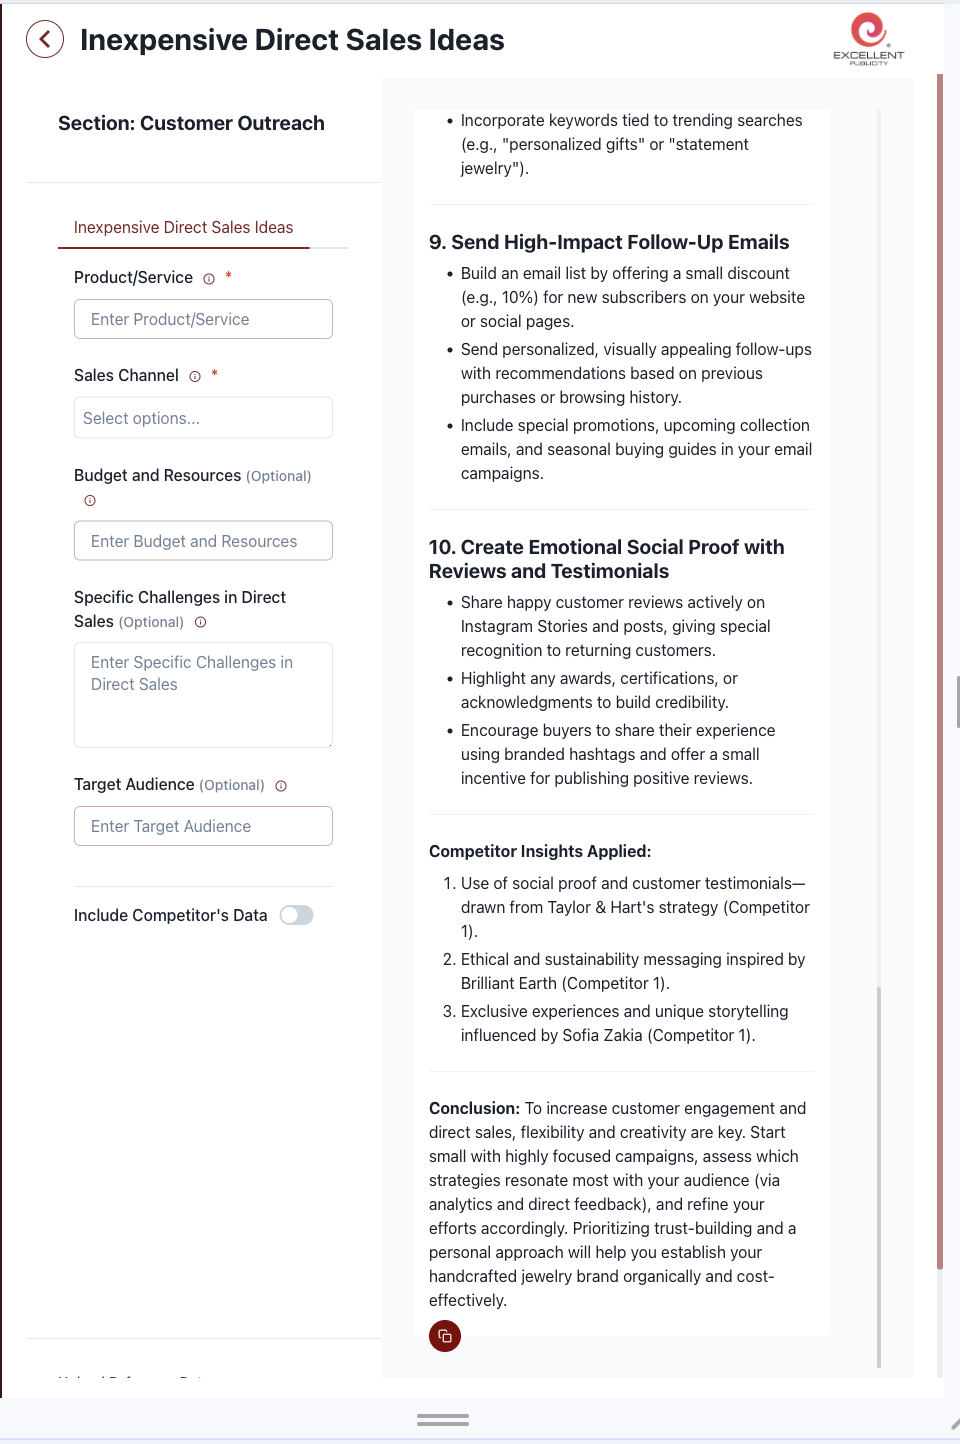 Inexpensive Direct Sales Ideas
EXCELLENT
PUBLICITY
Section: Customer Outreach
Inexpensive Direct Sales Ideas
Product/Service *
Enter Product/Service
Sales Channel *
Select options...
Budget and Resources (Optional)
Enter Budget and Resources
Specific Challenges in Direct
Sales (Optional)
Enter Specific Challenges in
Direct Sales
Target Audience (Optional)
Enter Target Audience
Include Competitor's Data
• Incorporate keywords tied to trending searches
(e.g., "personalized gifts" or "statement
jewelry").
9. Send High-Impact Follow-Up Emails
• Build an email list by offering a small discount
(e.g., 10%) for new subscribers on your website
or social pages.
• Send personalized, visually appealing follow-ups
with recommendations based on previous
purchases or browsing history.
• Include special promotions, upcoming collection
emails, and seasonal buying guides in your email
campaigns.
10. Create Emotional Social Proof with
Reviews and Testimonials
• Share happy customer reviews actively on
Instagram Stories and posts, giving special
recognition to returning customers.
• Highlight any awards, certifications, or
acknowledgments to build credibility.
• Encourage buyers to share their experience
using branded hashtags and offer a small
incentive for publishing positive reviews.
Competitor Insights Applied:
1. Use of social proof and customer testimonials—
drawn from Taylor & Hart's strategy (Competitor
1).
2. Ethical and sustainability messaging inspired by
Brilliant Earth (Competitor 1).
3. Exclusive experiences and unique storytelling
influenced by Sofia Zakia (Competitor 1).
Conclusion: To increase customer engagement and
direct sales, flexibility and creativity are key. Start
small with highly focused campaigns, assess which
strategies resonate most with your audience (via
analytics and direct feedback), and refine your
efforts accordingly. Prioritizing trust-building and a
personal approach will help you establish your
handcrafted jewelry brand organically and cost-
effectively.